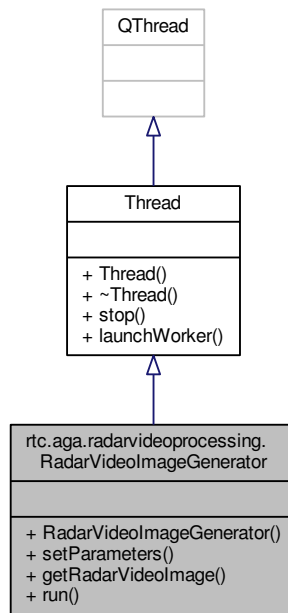 QThread
Thread
+ Thread()
+ ~Thread()
+ stop()
+ launchWorker()
rtc.aga.radarvideoprocessing.
RadarVideoImageGenerator
+ RadarVideoImageGenerator()
+ setParameters()
+ getRadarVideoImage()
+ run()